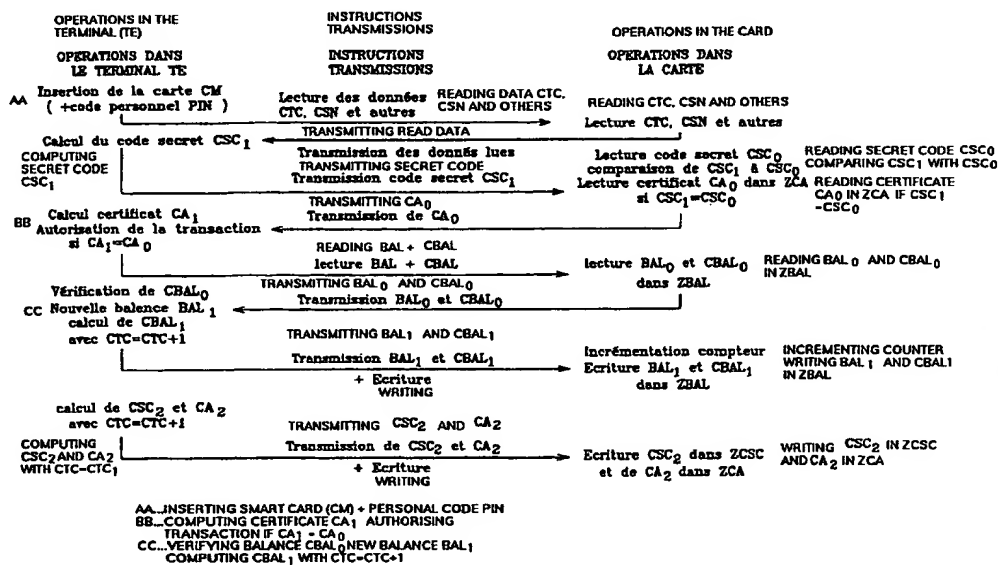 OPERATIONS IN THE
TERMINAL (TE)
INSTRUCTIONS
TRANSMISSIONS
OPERATIONS IN THE CARD
OPERATIONS DANS
LE TERMINAL TE
INSTRUCTIONS
TRANSMISSIONS
OPERATIONS DANS
LA CARTE
AA Insertion de la carte CM
( +code personnel PIN )
Lecture des données
CTC, CSN et autres
READING DATA CTC,
CSN AND OTHERS
READING CTC, CSN AND OTHERS
Lecture CTC, CSN et autres
TRANSMITTING READ DATA
Calcul du code secret CSC₁
COMPUTING
SECRET CODE
CSC₁
Transmission des donnés lues
TRANSMITTING SECRET CODE
Transmission code secret CSC₁
Lecture code secret CSC₀
comparaison de CSC₁ à CSC₀
Lecture certificat CA₀ dans ZCA
si CSC₁=CSC₀
READING SECRET CODE CSC₀
COMPARING CSC₁ WITH CSC₀
READING CERTIFICATE
CA₀ IN ZCA IF CSC₁
-CSC₀
TRANSMITTING CA₀
Transmission de CA₀
BB Calcul certificat CA₁
Autorisation de la transaction
si CA₁=CA₀
READING BAL + CBAL
lecture BAL + CBAL
lecture BAL₀ et CBAL₀
dans ZBAL
READING BAL₀ AND CBAL₀
IN ZBAL
TRANSMITTING BAL₀ AND CBAL₀
Transmission BAL₀ et CBAL₀
Vérification de CBAL₀
CC Nouvelle balence BAL₁
calcul de CBAL₁
avec CTC=CTC+1
TRANSMITTING BAL₁ AND CBAL₁
Transmission BAL₁ et CBAL₁
+ Ecriture
WRITING
Incrémentation compteur
Ecriture BAL₁ et CBAL₁
dans ZBAL
INCREMENTING COUNTER
WRITING BAL₁ AND CBAL1
IN ZBAL
calcul de CSC₂ et CA₂
avec CTC=CTC+1
COMPUTING
CSC₂ AND CA₂
WITH CTC-CTC₁
TRANSMITTING CSC₂ AND CA₂
Transmission de CSC₂ et CA₂
+ Ecriture
WRITING
Ecriture CSC₂ dans ZCSC
et de CA₂ dans ZCA
WRITING CSC₂ IN ZCSC
AND CA₂ IN ZCA
AA...INSERTING SMART CARD (CM) + PERSONAL CODE PIN
BB...COMPUTING CERTIFICATE CA₁ AUTHORISING
TRANSACTION IF CA₁ - CA₀
CC...VERIFYING BALANCE CBAL₀ NEW BALANCE BAL₁
COMPUTING CBAL₁ WITH CTC=CTC+1